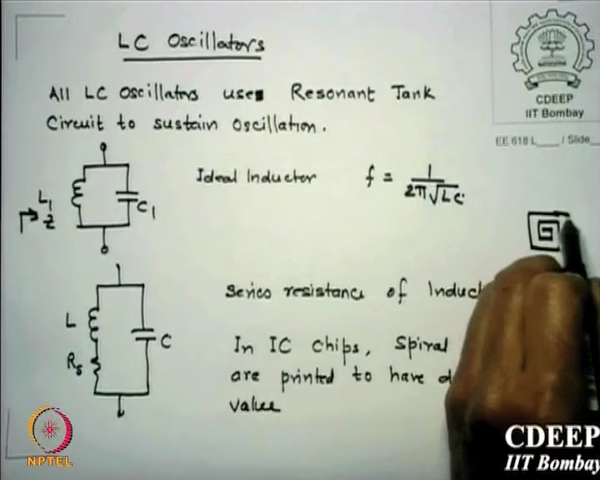 LC Oscillators
CDEEP
IIT Bombay
EE 618 L____ / Slide
All LC Oscillators uses Resonant Tank
Circuit to sustain Oscillation.
L1
Z
C1
Ideal Inductor
f = 1 / 2π√LC
L
Rs
C
Series resistance of Induct
In IC chips, Spiral
are printed to have d
value
NPTEL
CDEEP
IIT Bombay